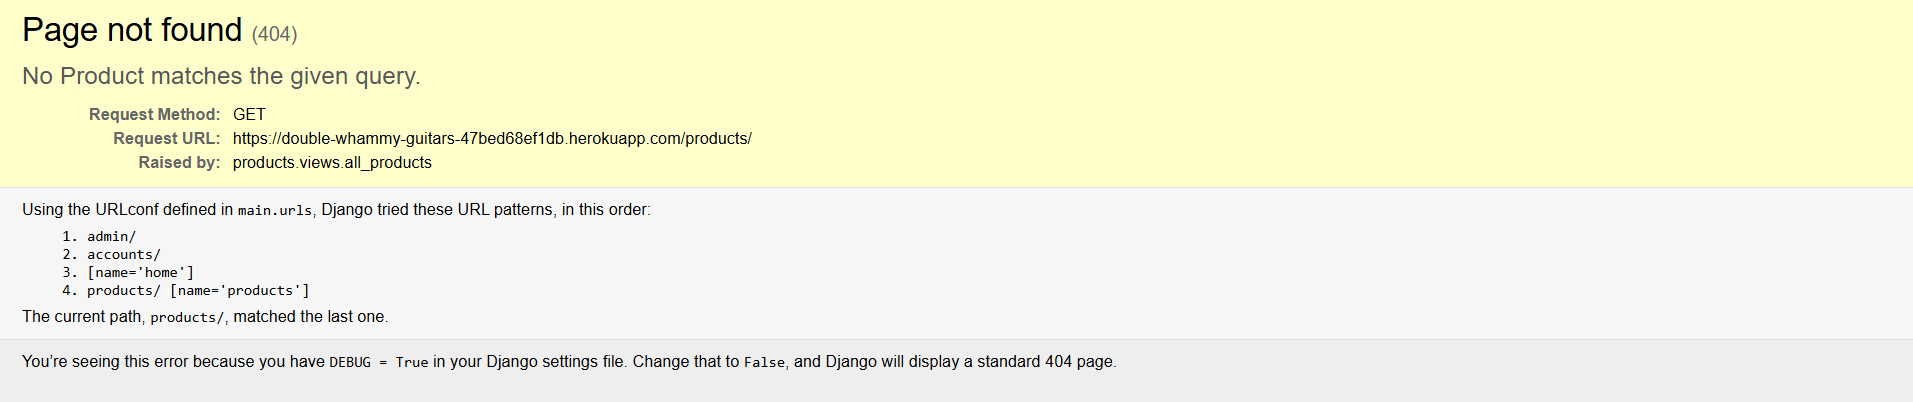 Page not found (404)
No Product matches the given query.
Request Method: GET
Request URL: https://double-whammy-guitars-47bed68ef1db.herokuapp.com/products/
Raised by: products.views.all_products
Using the URLconf defined in main.urls, Django tried these URL patterns, in this order:
1. admin/
2. accounts/
3. [name='home']
4. products/ [name='products']
The current path, products/, matched the last one.
You’re seeing this error because you have DEBUG = True in your Django settings file. Change that to False, and Django will display a standard 404 page.